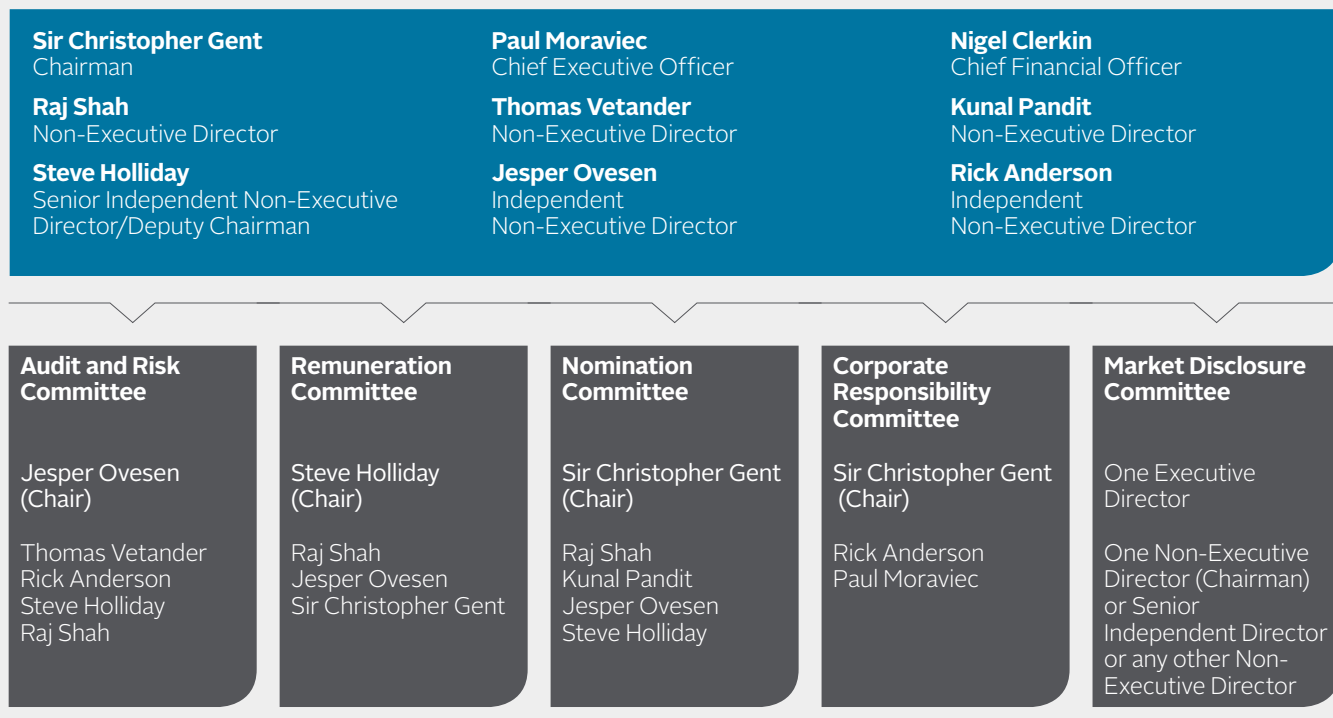 Sir Christopher Gent
Chairman
Raj Shah
Non-Executive Director
Steve Holliday
Senior Independent Non-Executive
Director/Deputy Chairman
Paul Moraviec
Chief Executive Officer
Thomas Vetander
Non-Executive Director
Jesper Ovesen
Independent
Non-Executive Director
Nigel Clerkin
Chief Financial Officer
Kunal Pandit
Non-Executive Director
Rick Anderson
Independent
Non-Executive Director
Audit and Risk
Committee
Jesper Ovesen
(Chair)
Thomas Vetander
Rick Anderson
Steve Holliday
Raj Shah
Remuneration
Committee
Steve Holliday
(Chair)
Raj Shah
Jesper Ovesen
Sir Christopher Gent
Nomination
Committee
Sir Christopher Gent
(Chair)
Raj Shah
Kunal Pandit
Jesper Ovesen
Steve Holliday
Corporate
Responsibility
Committee
Sir Christopher Gent
(Chair)
Rick Anderson
Paul Moraviec
Market Disclosure
Committee
One Executive
Director
One Non-Executive
Director (Chairman)
or Senior
Independent Director
or any other Non-
Executive Director